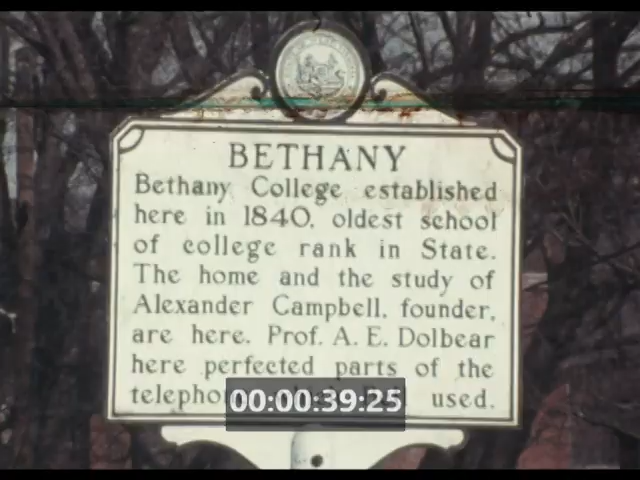 BETHANY
Bethany College established
here in 1840, oldest school
of college rank in State.
The home and the study of
Alexander Campbell, founder,
are here. Prof. A. E. Dolbear
here perfected parts of the
used.
00:00:39:25